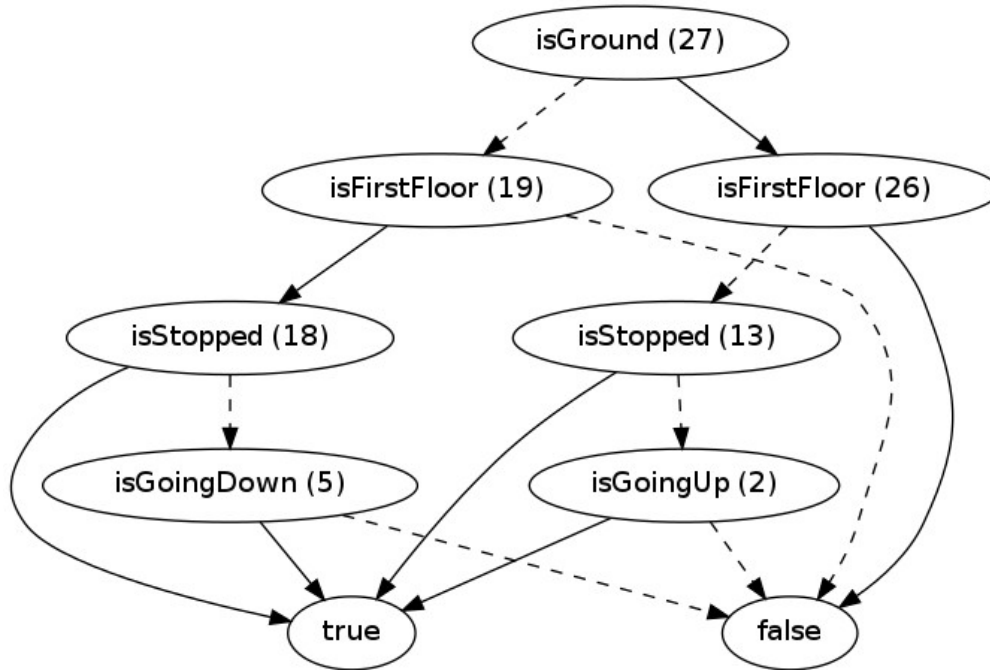 isGround (27)
isFirstFloor (19)
isFirstFloor (26)
isStopped (18)
isStopped (13)
isGoingDown (5)
isGoingUp (2)
true
false